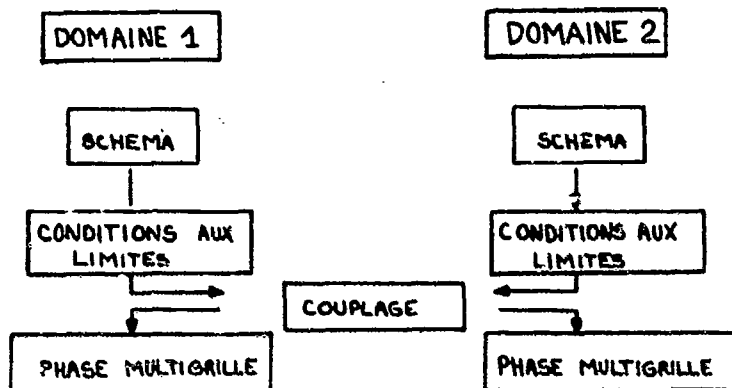 DOMAINE 1
DOMAINE 2
SCHEMA
SCHEMA
CONDITIONS AUX
LIMITES
CONDITIONS AUX
LIMITES
COUPLAGE
PHASE MULTIGRILLE
PHASE MULTIGRILLE